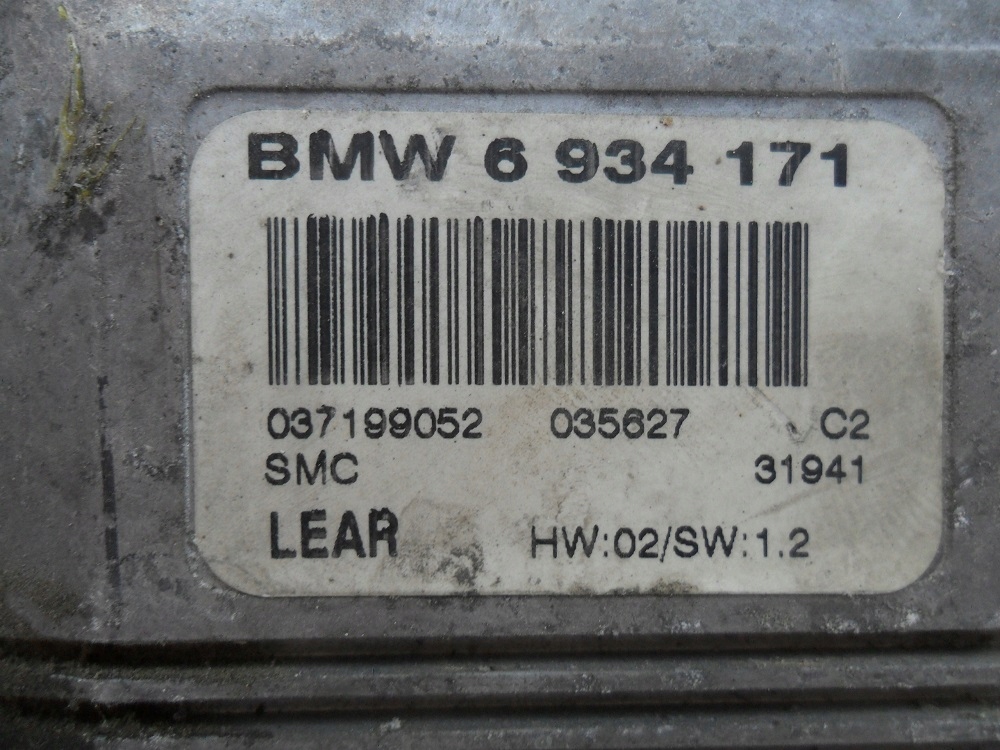 BMW 6 934 171
037199052 035627 C2
SMC 31941
LEAR HW:02/SW:1.2